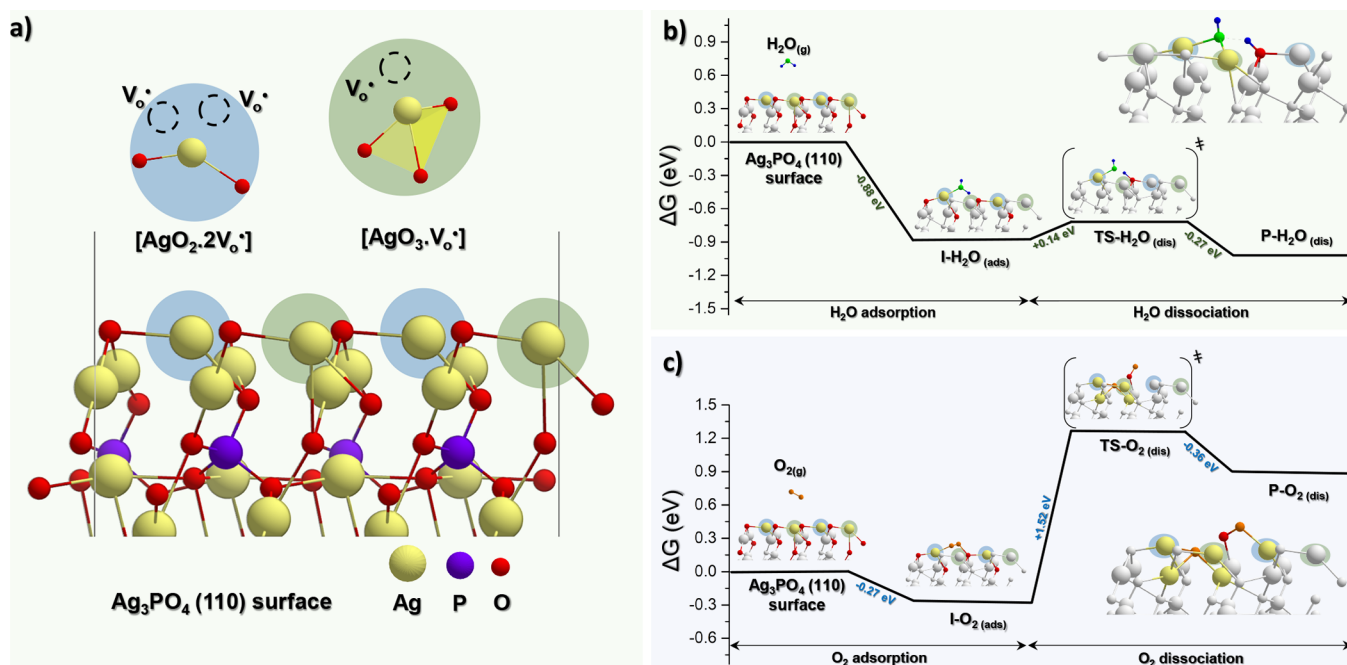 a)
Vo•
Vo•
Vo•
[AgO2.2Vo•]
[AgO3.Vo•]
Ag3PO4 (110) surface
Ag
P
O
b)
ΔG (eV)
0.9
0.6
0.3
0.0
-0.3
-0.6
-0.9
-1.2
-1.5
H2O(g)
Ag3PO4 (110)
surface
-0.88 eV
I-H2O (ads)
+0.14 eV
‡
TS-H2O (dis)
-0.27 eV
P-H2O (dis)
H2O adsorption
H2O dissociation
c)
ΔG (eV)
1.5
1.2
0.9
0.6
0.3
0.0
-0.3
-0.6
O2(g)
Ag3PO4 (110)
surface
-0.27 eV
I-O2 (ads)
+1.52 eV
‡
TS-O2 (dis)
-0.36 eV
P-O2 (dis)
O2 adsorption
O2 dissociation